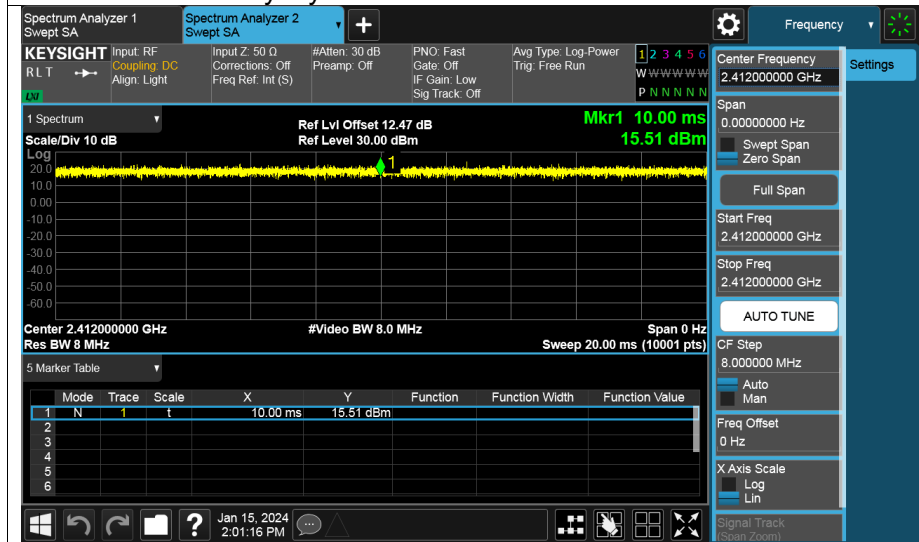 Spectrum Analyzer 1
Swept SA
Spectrum Analyzer 2
Swept SA
Frequency
KEYSIGHT
RLT
LXI
Input: RF
Coupling: DC
Align: Light
Input Z: 50 Ω
Corrections: Off
Freq Ref: Int (S)
#Atten: 30 dB
Preamp: Off
PNO: Fast
Gate: Off
IF Gain: Low
Sig Track: Off
Avg Type: Log-Power
Trig: Free Run
1 2 3 4 5 6
W W W W W W
P N N N N N
Center Frequency
2.412000000 GHz
Settings
Span
0.00000000 Hz
Swept Span
Zero Span
Full Span
Start Freq
2.412000000 GHz
Stop Freq
2.412000000 GHz
AUTO TUNE
CF Step
8.000000 MHz
Auto
Man
Freq Offset
0 Hz
X Axis Scale
Log
Lin
Signal Track
(Span Zoom)
1 Spectrum
Scale/Div 10 dB
Ref Lvl Offset 12.47 dB
Ref Level 30.00 dBm
Mkr1 10.00 ms
15.51 dBm
Log
20.0
10.0
0.00
-10.0
-20.0
-30.0
-40.0
-50.0
-60.0
1
Center 2.412000000 GHz
Res BW 8 MHz
#Video BW 8.0 MHz
Span 0 Hz
Sweep 20.00 ms (10001 pts)
5 Marker Table
Mode Trace Scale X Y Function Function Width Function Value
1 N 1 t 10.00 ms 15.51 dBm
2
3
4
5
6
?
Jan 15, 2024
2:01:16 PM